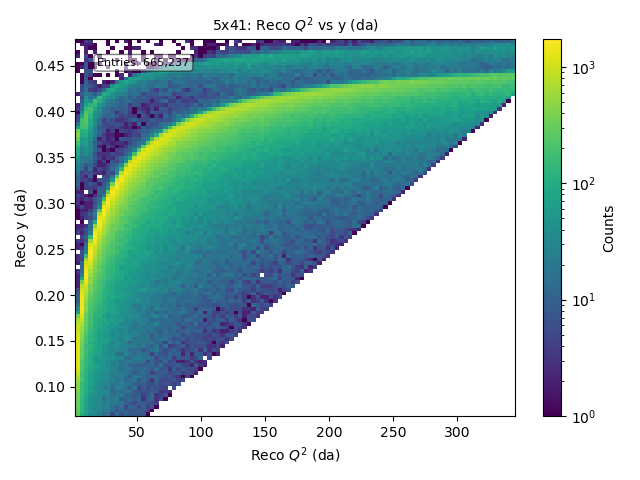 5x41: Reco Q² vs y (da)
Entries: 665,237
0.45
0.40
0.35
0.30
0.25
0.20
0.15
0.10
Reco y (da)
50 100 150 200 250 300
Reco Q² (da)
10³
10²
10¹
10⁰
Counts